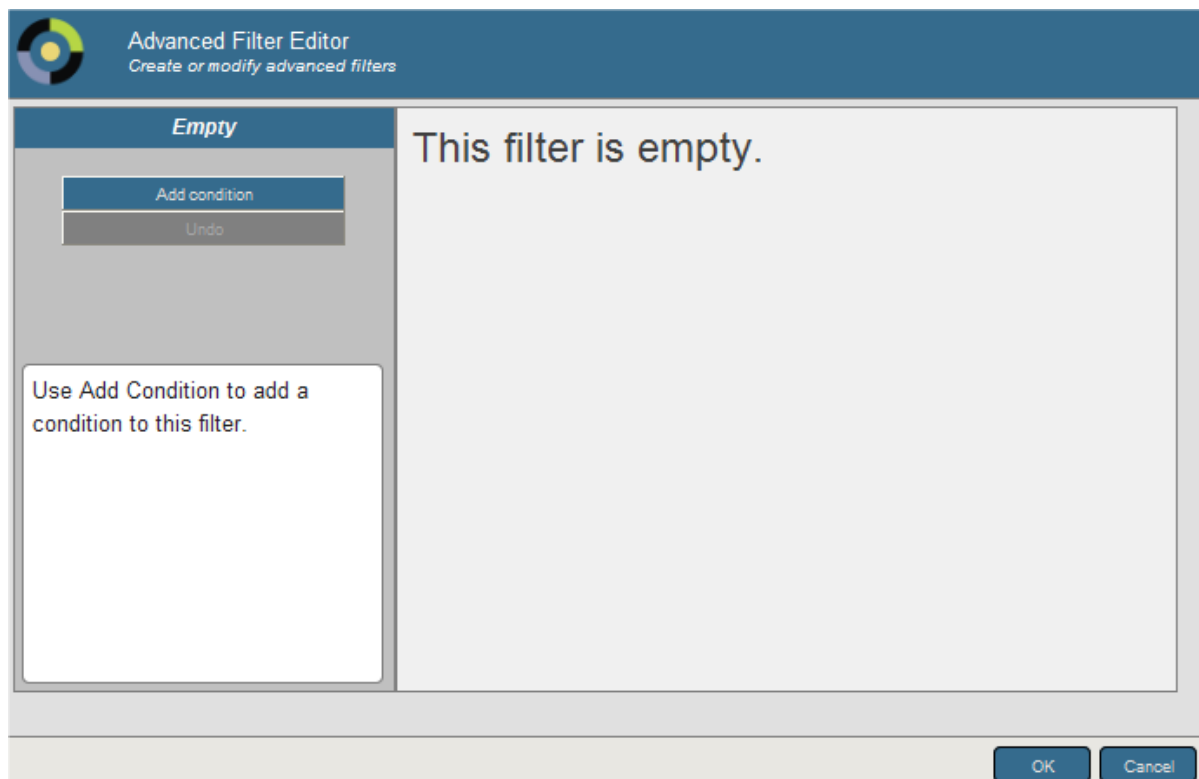 Advanced Filter Editor
Create or modify advanced filters
Empty
Add condition
Undo
Use Add Condition to add a
condition to this filter.
This filter is empty.
OK
Cancel